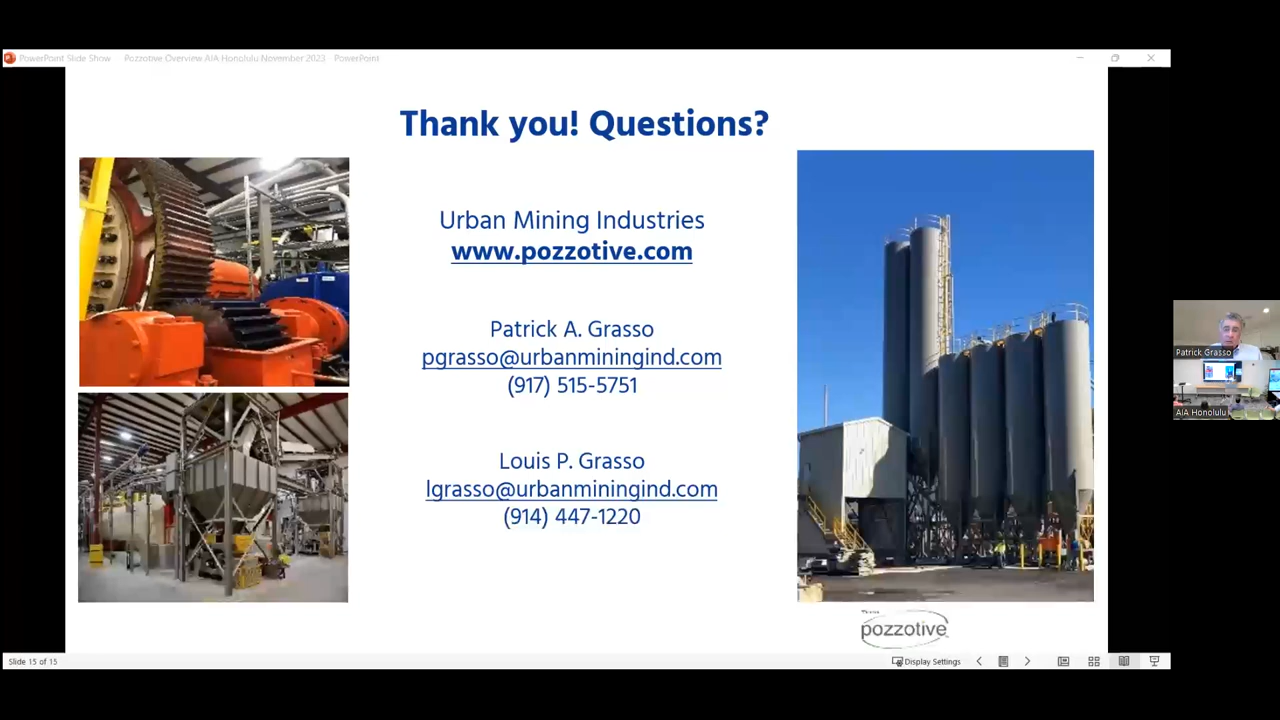 PowerPoint Slide Show
Pozzotive Overview AIA Honolulu November 2023
PowerPoint
Thank you! Questions?
Urban Mining Industries
www.pozzotive.com
Patrick A. Grasso
pgrasso@urbanminingind.com
(917) 515-5751
Louis P. Grasso
lgrasso@urbanminingind.com
(914) 447-1220
pozzotive
Patrick Grasso
AIA Honolulu
Slide 15 of 15
Display Settings